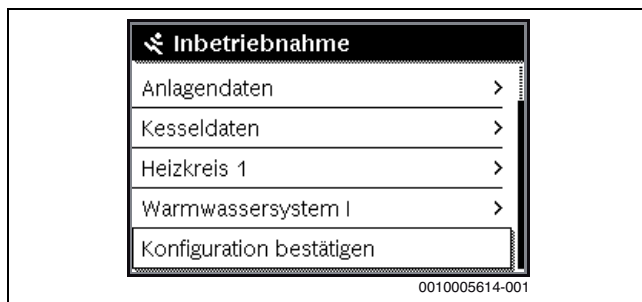 Inbetriebnahme
Anlagendaten >
Kesseldaten >
Heizkreis 1 >
Warmwassersystem I >
Konfiguration bestätigen
0010005614-001